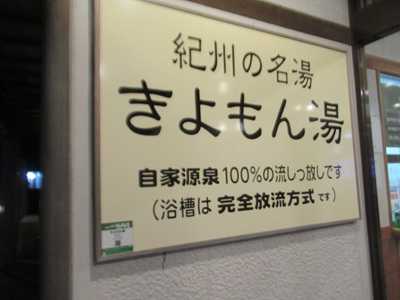 紀州の名湯
きよもん湯
自家源泉100%の流しっ放しです
(浴槽は 完全放流方式 です)